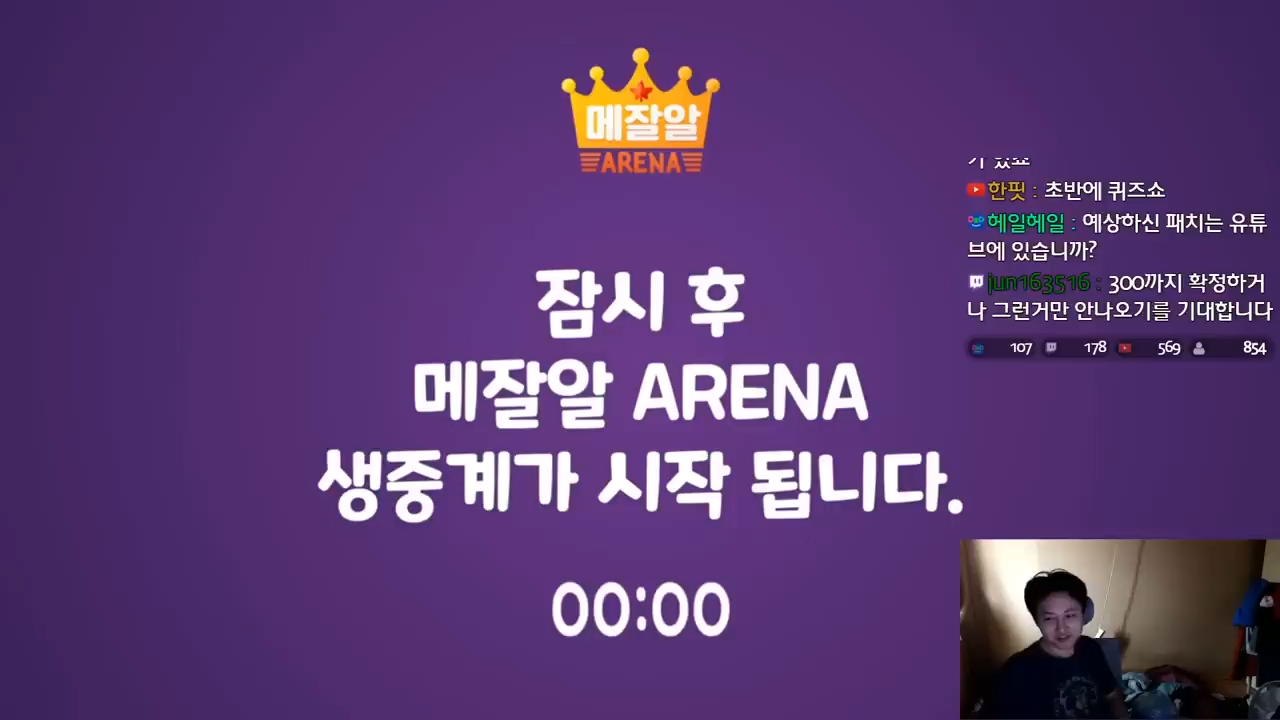 메잘알
ARENA
잠시 후
메잘알 ARENA
생중계가 시작 됩니다.
00:00
한핏 : 초반에 퀴즈쇼
헤일헤일 : 예상하신 패치는 유튜
브에 있습니까?
jun163516 : 300까지 확정하거
나 그런거만 안나오기를 기대합니다
107 178 569 854